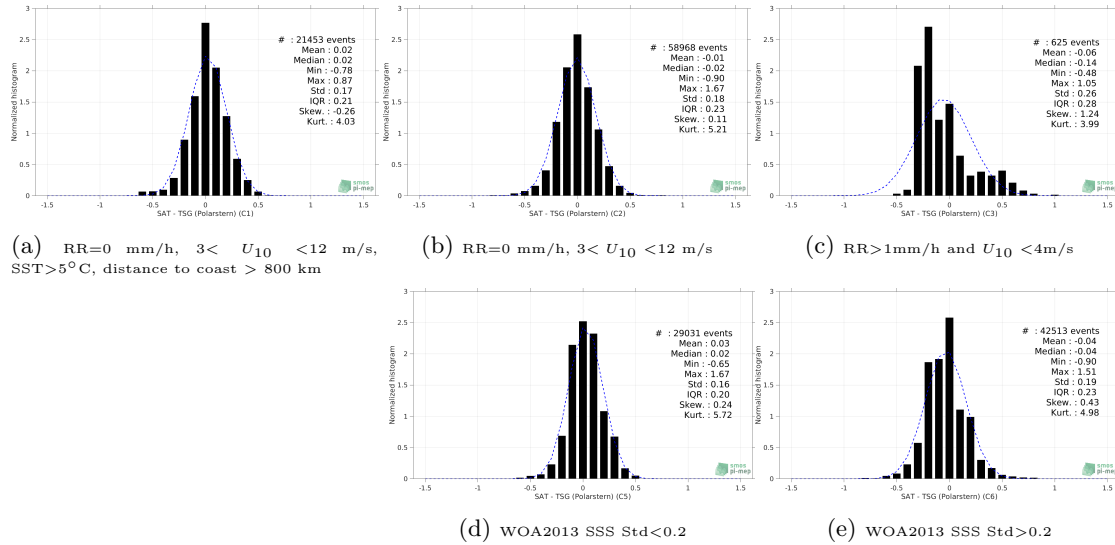 3
2.5
2
1.5
1
0.5
0
Normalized histogram
# : 21453 events
Mean : 0.02
Median : 0.02
Min : -0.78
Max : 0.87
Std : 0.17
IQR : 0.21
Skew. : -0.26
Kurt. : 4.03
smos
pi-mep
-1.5 -1 -0.5 0 0.5 1 1.5
SAT - TSG (Polarstern) (C1)
(a) RR=0 mm/h, 3< U10 <12 m/s,
SST>5°C, distance to coast > 800 km
3
2.5
2
1.5
1
0.5
0
Normalized histogram
# : 58968 events
Mean : -0.01
Median : -0.02
Min : -0.90
Max : 1.67
Std : 0.18
IQR : 0.23
Skew. : 0.11
Kurt. : 5.21
smos
pi-mep
-1.5 -1 -0.5 0 0.5 1 1.5
SAT - TSG (Polarstern) (C2)
(b) RR=0 mm/h, 3< U10 <12 m/s
3
2.5
2
1.5
1
0.5
0
Normalized histogram
# : 625 events
Mean : -0.06
Median : -0.14
Min : -0.48
Max : 1.05
Std : 0.26
IQR : 0.28
Skew. : 1.24
Kurt. : 3.99
smos
pi-mep
-1.5 -1 -0.5 0 0.5 1 1.5
SAT - TSG (Polarstern) (C3)
(c) RR>1mm/h and U10 <4m/s
3
2.5
2
1.5
1
0.5
0
Normalized histogram
# : 29031 events
Mean : 0.03
Median : 0.02
Min : -0.65
Max : 1.67
Std : 0.16
IQR : 0.20
Skew. : 0.24
Kurt. : 5.72
smos
pi-mep
-1.5 -1 -0.5 0 0.5 1 1.5
SAT - TSG (Polarstern) (C5)
(d) WOA2013 SSS Std<0.2
3
2.5
2
1.5
1
0.5
0
Normalized histogram
# : 42513 events
Mean : -0.04
Median : -0.04
Min : -0.90
Max : 1.51
Std : 0.19
IQR : 0.23
Skew. : 0.43
Kurt. : 4.98
smos
pi-mep
-1.5 -1 -0.5 0 0.5 1 1.5
SAT - TSG (Polarstern) (C6)
(e) WOA2013 SSS Std>0.2